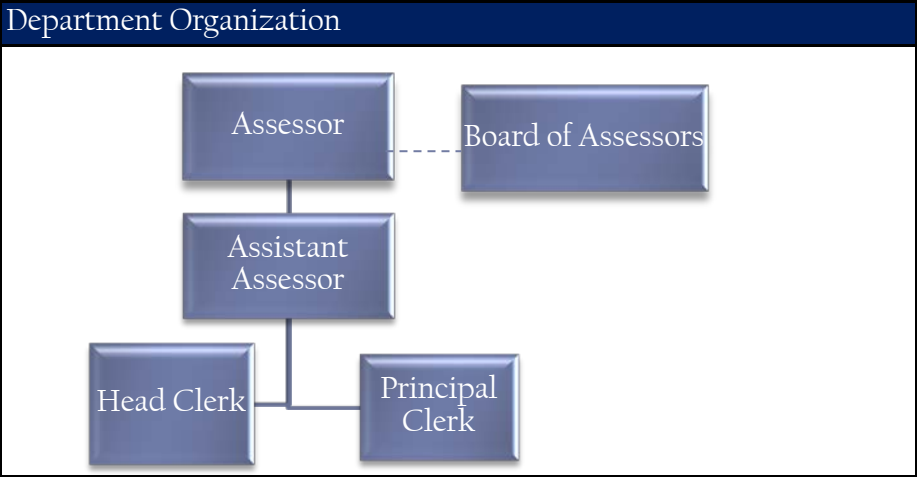 Department Organization
Assessor
Board of Assessors
Assistant
Assessor
Head Clerk
Principal
Clerk